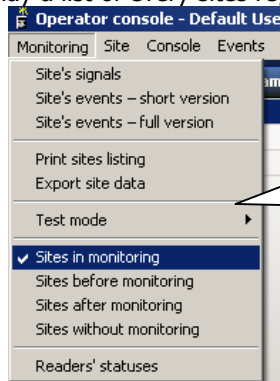 Operator console - Default Use
Monitoring Site Console Events
Site's signals
Site's events – short version
Site's events – full version
Print sites listing
Export site data
Test mode
Sites in monitoring
Sites before monitoring
Sites after monitoring
Sites without monitoring
Readers' statuses